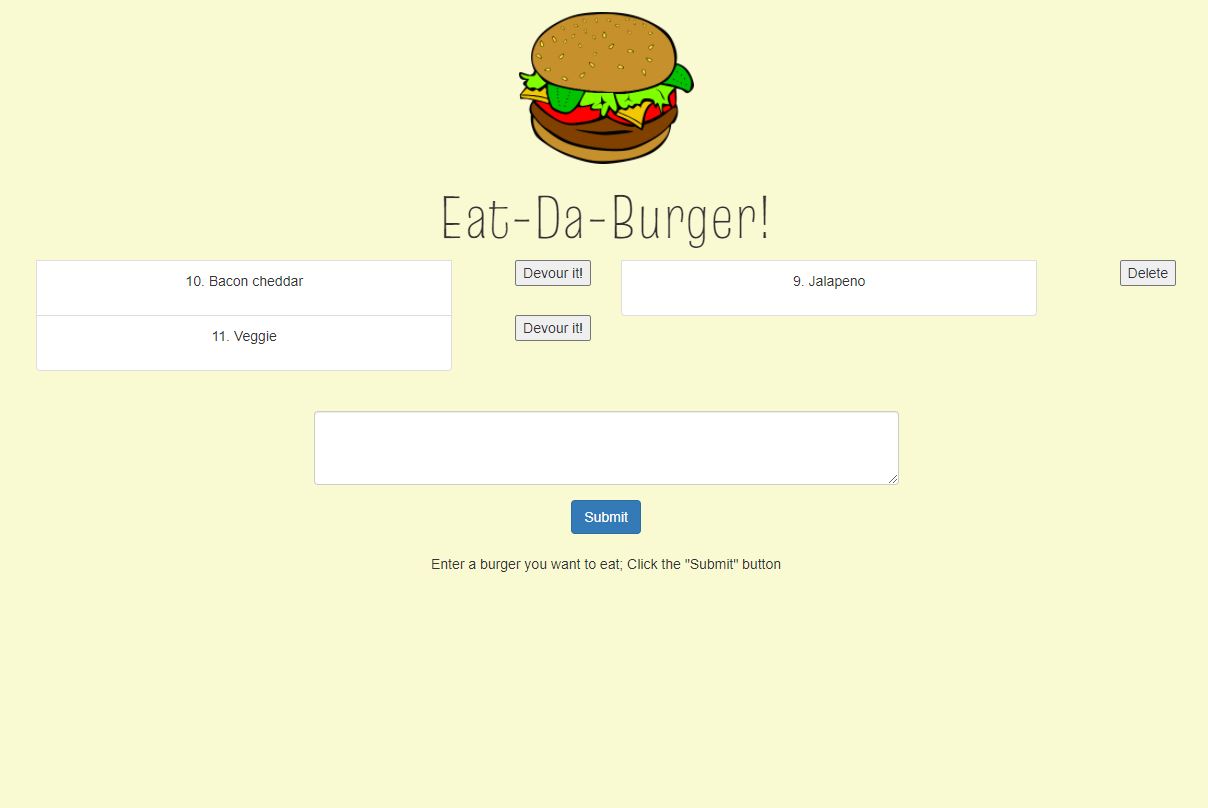 Eat-Da-Burger!
10. Bacon cheddar
Devour it!
9. Jalapeno
Delete
11. Veggie
Devour it!
Submit
Enter a burger you want to eat; Click the "Submit" button